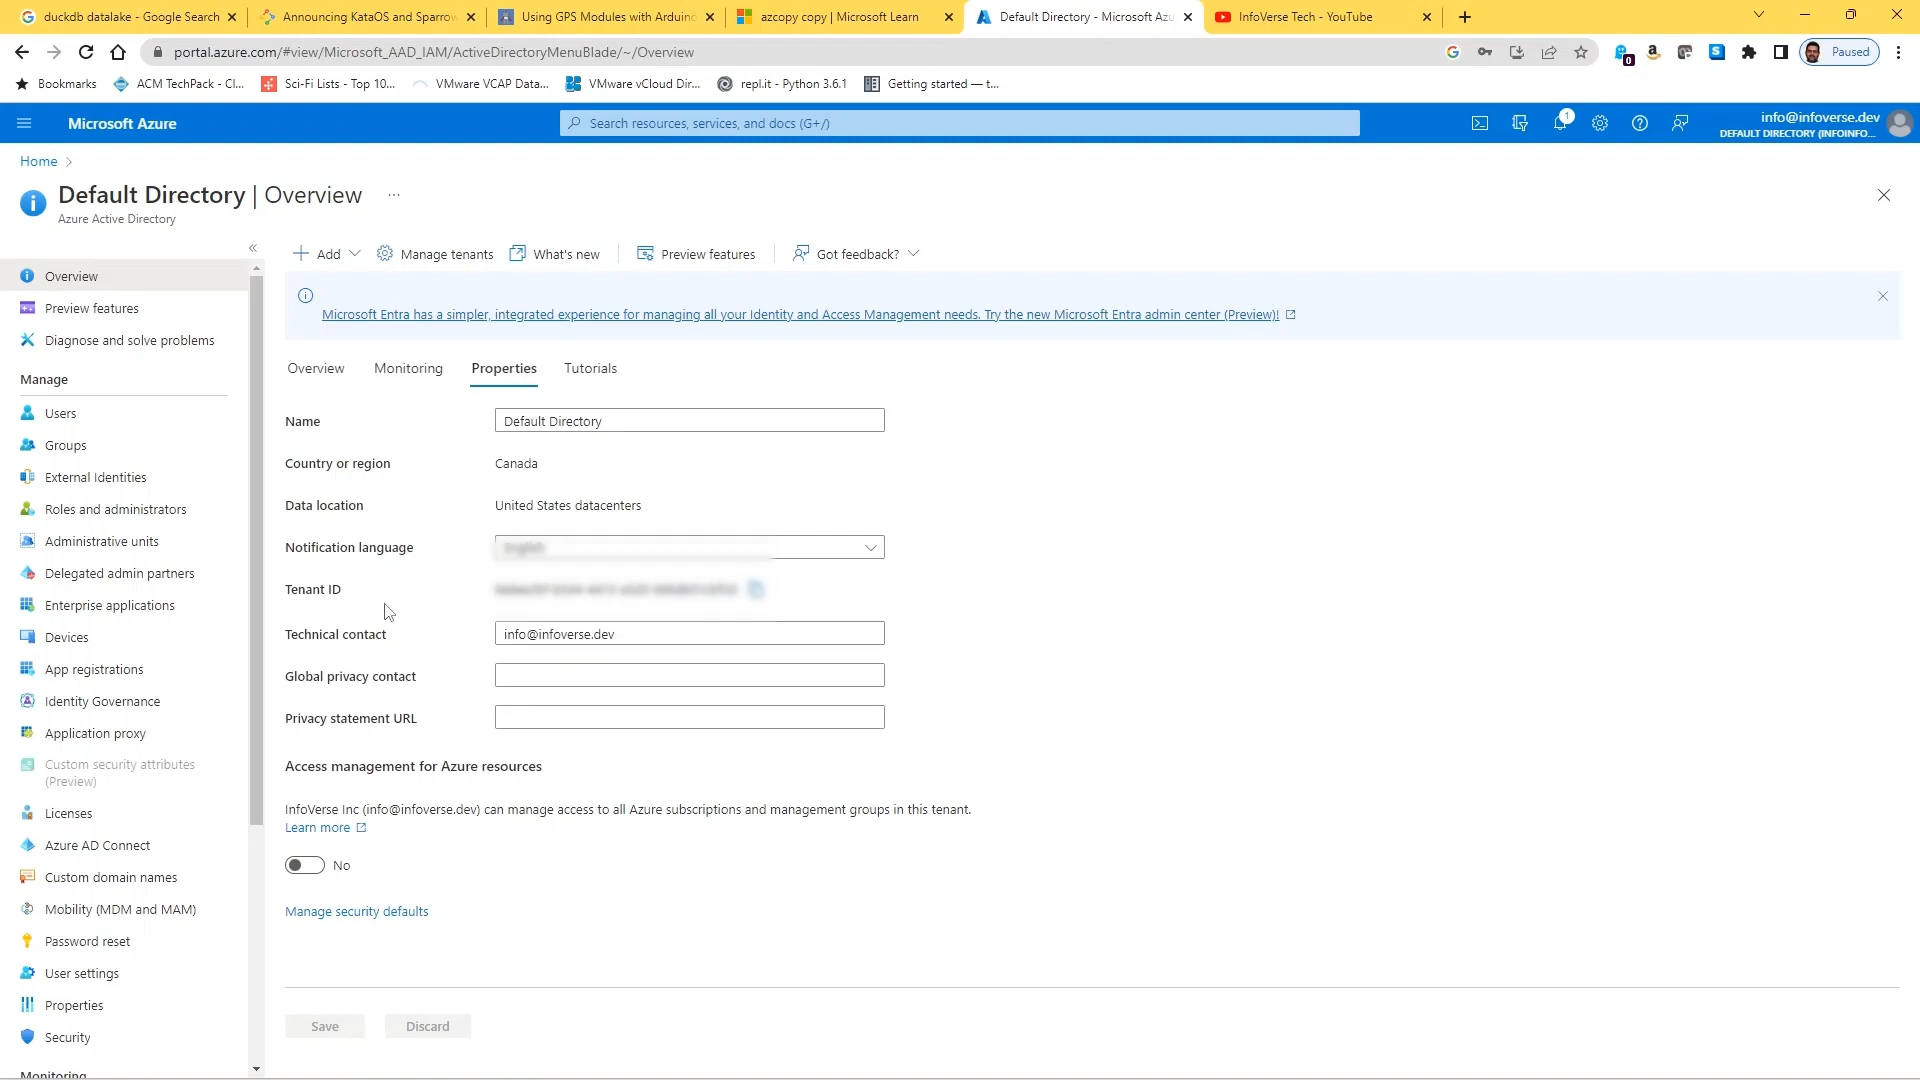 duckdb datalake - Google Search
Announcing KataOS and Sparrow
Using GPS Modules with Arduino
azcopy copy | Microsoft Learn
Default Directory - Microsoft Azu
InfoVerse Tech - YouTube
portal.azure.com/#view/Microsoft_AAD_IAM/ActiveDirectoryMenuBlade/~/Overview
0
Paused
Bookmarks
ACM TechPack - Cl...
Sci-Fi Lists - Top 10...
VMware VCAP Data...
VMware vCloud Dir...
repl.it - Python 3.6.1
Getting started — t...
Microsoft Azure
Search resources, services, and docs (G+/)
1
info@infoverse.dev
DEFAULT DIRECTORY (INFOINFO...
Home
Default Directory | Overview ...
Azure Active Directory
Add
Manage tenants
What's new
Preview features
Got feedback?
Microsoft Entra has a simpler, integrated experience for managing all your Identity and Access Management needs. Try the new Microsoft Entra admin center (Preview)!
Overview
Preview features
Diagnose and solve problems
Manage
Users
Groups
External Identities
Roles and administrators
Administrative units
Delegated admin partners
Enterprise applications
Devices
App registrations
Identity Governance
Application proxy
Custom security attributes
(Preview)
Licenses
Azure AD Connect
Custom domain names
Mobility (MDM and MAM)
Password reset
User settings
Properties
Security
Monitoring
Overview
Monitoring
Properties
Tutorials
Name
Default Directory
Country or region
Canada
Data location
United States datacenters
Notification language
English
Tenant ID
Technical contact
info@infoverse.dev
Global privacy contact
Privacy statement URL
Access management for Azure resources
InfoVerse Inc (info@infoverse.dev) can manage access to all Azure subscriptions and management groups in this tenant.
Learn more
No
Manage security defaults
Save
Discard